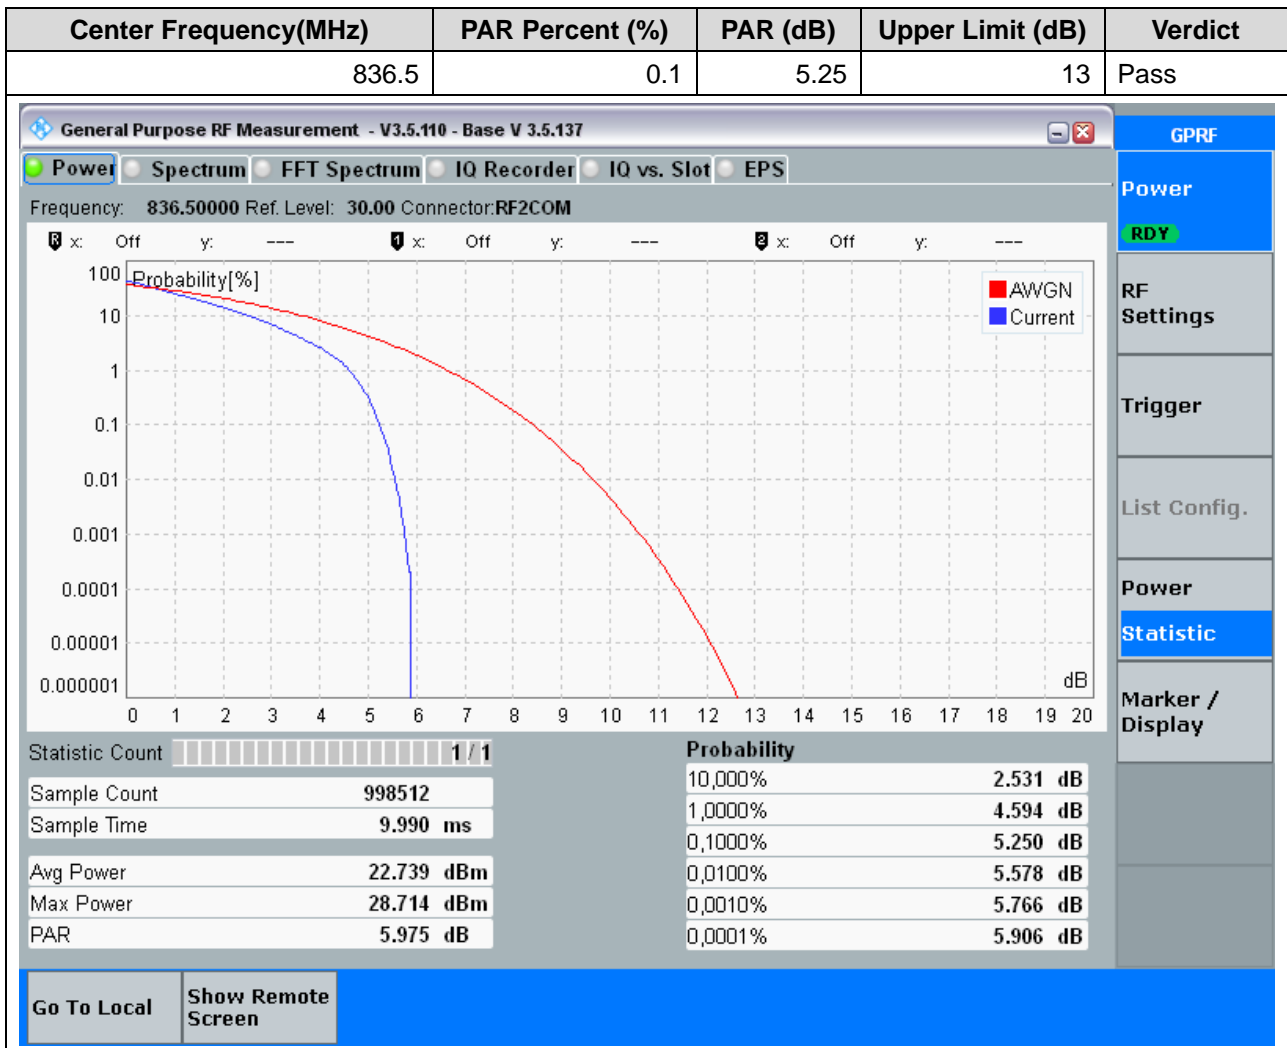 Center Frequency(MHz) PAR Percent (%) PAR (dB) Upper Limit (dB) Verdict
836.5 0.1 5.25 13 Pass
General Purpose RF Measurement - V3.5.110 - Base V 3.5.137
GPRF
Power Spectrum FFT Spectrum IQ Recorder IQ vs. Slot EPS
Frequency: 836.50000 Ref. Level: 30.00 Connector:RF2COM
R x: Off y: --- 1 x: Off y: --- 2 x: Off y: ---
Probability[%]
AWGN
Current
100
10
1
0.1
0.01
0.001
0.0001
0.00001
0.000001
dB
0 1 2 3 4 5 6 7 8 9 10 11 12 13 14 15 16 17 18 19 20
Statistic Count 1 / 1
Sample Count 998512
Sample Time 9.990 ms
Avg Power 22.739 dBm
Max Power 28.714 dBm
PAR 5.975 dB
Probability
10,000% 2.531 dB
1,0000% 4.594 dB
0,1000% 5.250 dB
0,0100% 5.578 dB
0,0010% 5.766 dB
0,0001% 5.906 dB
Power
RDY
RF
Settings
Trigger
List Config.
Power
Statistic
Marker /
Display
Go To Local
Show Remote
Screen